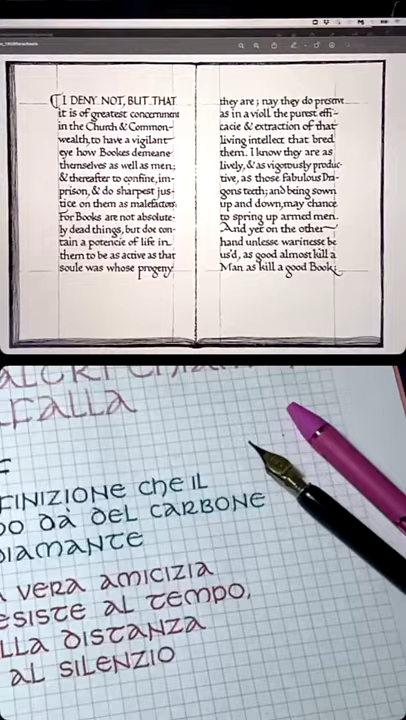 I DENY NOT, BUT THAT
it is of greatest concernment
in the Church & Common-
wealth, to have a vigilant
eye how Bookes demeane
themselves as well as men;
& thereafter to confine, im-
prison, & do sharpest jus-
tice on them as malefactors:
For Books are not absolute-
ly dead things, but doe con-
tain a potencie of life in
them to be as active as that
soule was whose progeny
they are; nay they do preserve
as in a violl the purest effi-
cacie & extraction of that
living intellect that bred
them. I know they are as
lively, & as vigorously produc-
tive, as those fabulous Dra-
gons teeth; and being sown
up and down, may chance
to spring up armed men.
And yet on the other
hand unlesse warinesse be
us'd, as good almost kill a
Man as kill a good Book;
FALLA
F
FINIZIONE che IL
DO DÀ DEL CARBONE
DIAMANTE
A VERA AMICIZIA
ESISTE AL TEMPO,
LLA DISTANZA
AL SILENZIO